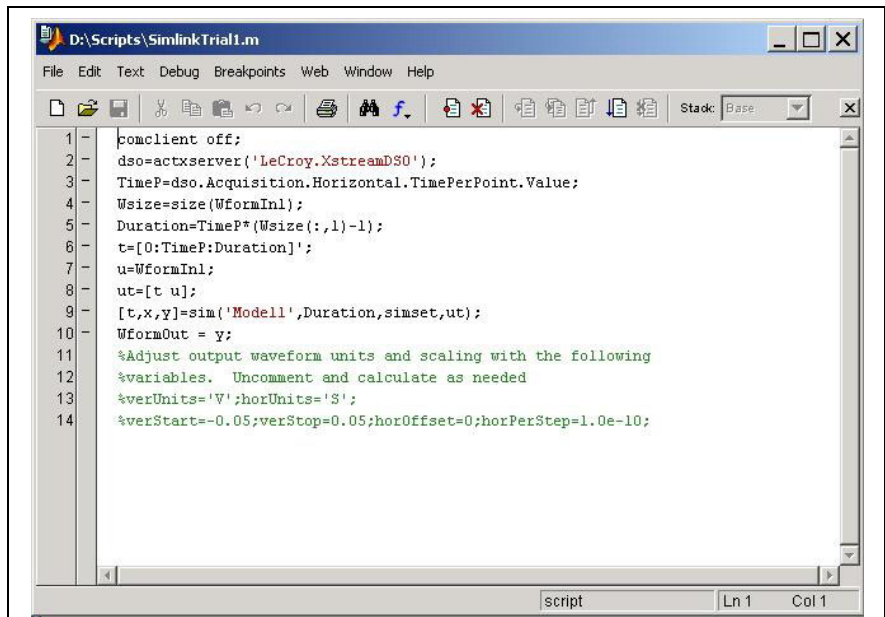 D:\Scripts\SimlinkTrial1.m
File Edit Text Debug Breakpoints Web Window Help
Stack: Base
1 - comclient off;
2 - dso=actxserver('LeCroy.XstreamDSO');
3 - TimeP=dso.Acquisition.Horizontal.TimePerPoint.Value;
4 - Wsize=size(WformIn1);
5 - Duration=TimeP*(Wsize(:,1)-1);
6 - t=[0:TimeP:Duration]';
7 - u=WformIn1;
8 - ut=[t u];
9 - [t,x,y]=sim('Model1',Duration,simset,ut);
10 - WformOut = y;
11 %Adjust output waveform units and scaling with the following
12 %variables.  Uncomment and calculate as needed
13 %verUnits='V';horUnits='S';
14 %verStart=-0.05;verStop=0.05;horOffset=0;horPerStep=1.0e-10;
script Ln 1 Col 1